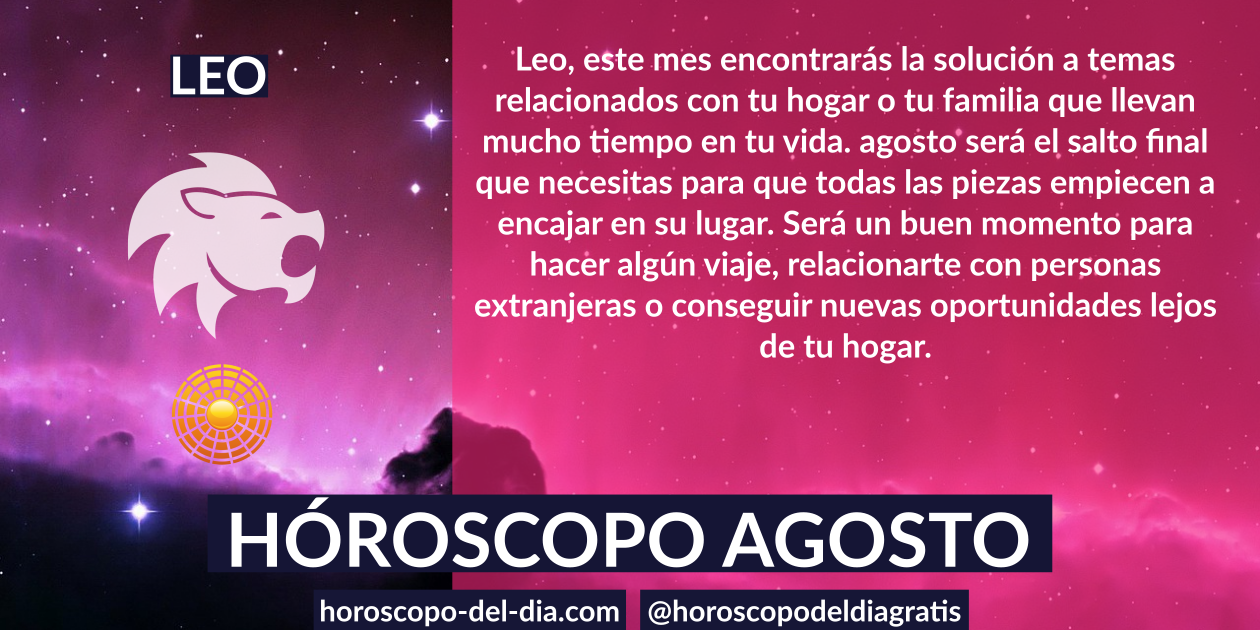 LEO
Leo, este mes encontrarás la solución a temas
relacionados con tu hogar o tu familia que llevan
mucho tiempo en tu vida. agosto será el salto final
que necesitas para que todas las piezas empiecen a
encajar en su lugar. Será un buen momento para
hacer algún viaje, relacionarte con personas
extranjeras o conseguir nuevas oportunidades lejos
de tu hogar.
HÓROSCOPO AGOSTO
horoscopo-del-dia.com
@horoscopodeldiagratis